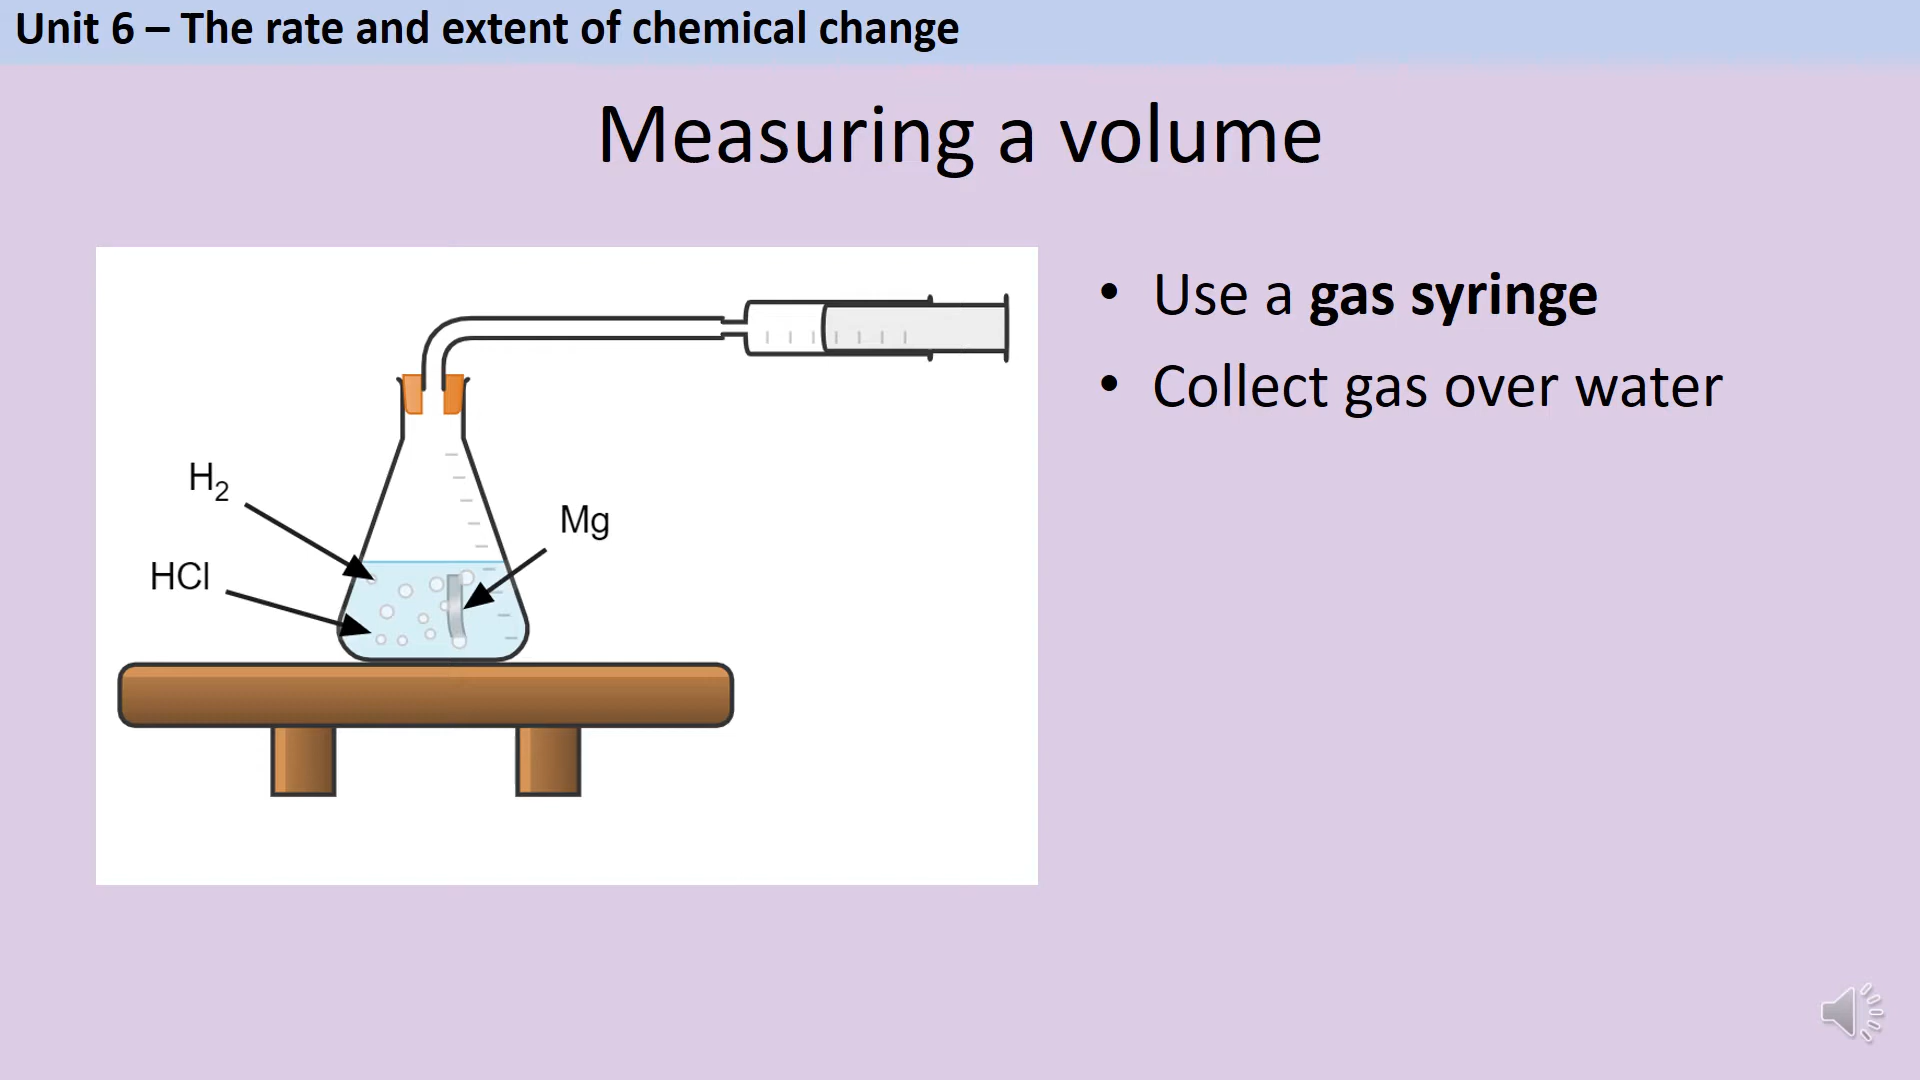 Unit 6 – The rate and extent of chemical change
Measuring a volume
• Use a gas syringe
• Collect gas over water
H₂
HCl
Mg